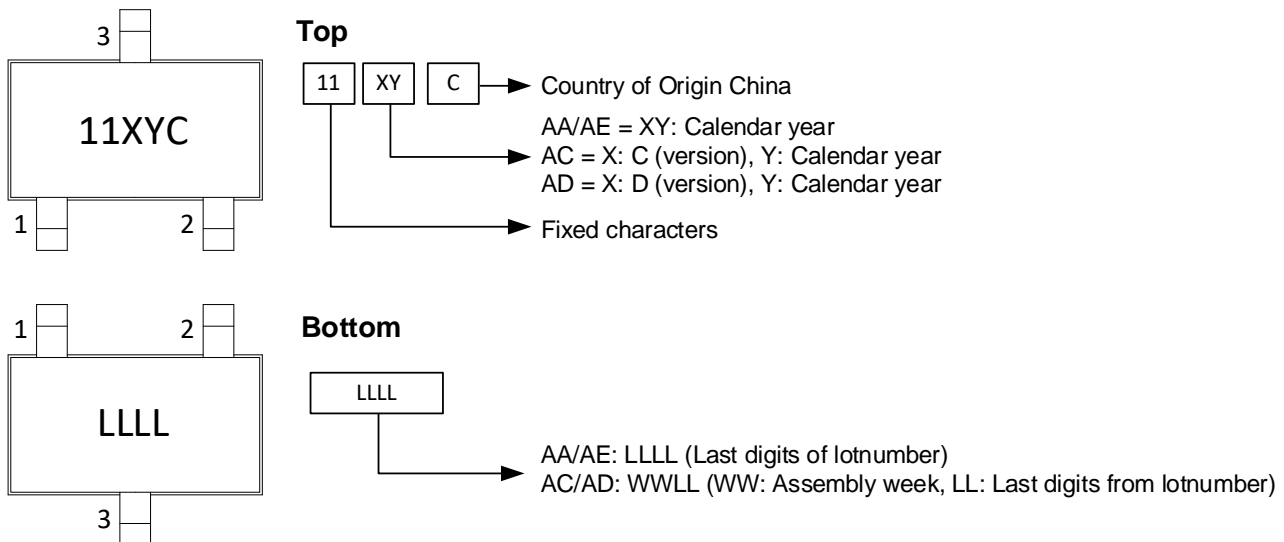 3
Top
11XYC
11 XY C Country of Origin China
AA/AE = XY: Calendar year
AC = X: C (version), Y: Calendar year
AD = X: D (version), Y: Calendar year
Fixed characters
1 2
1 2
Bottom
LLLL
LLLL
AA/AE: LLLL (Last digits of lotnumber)
AC/AD: WWLL (WW: Assembly week, LL: Last digits from lotnumber)
3